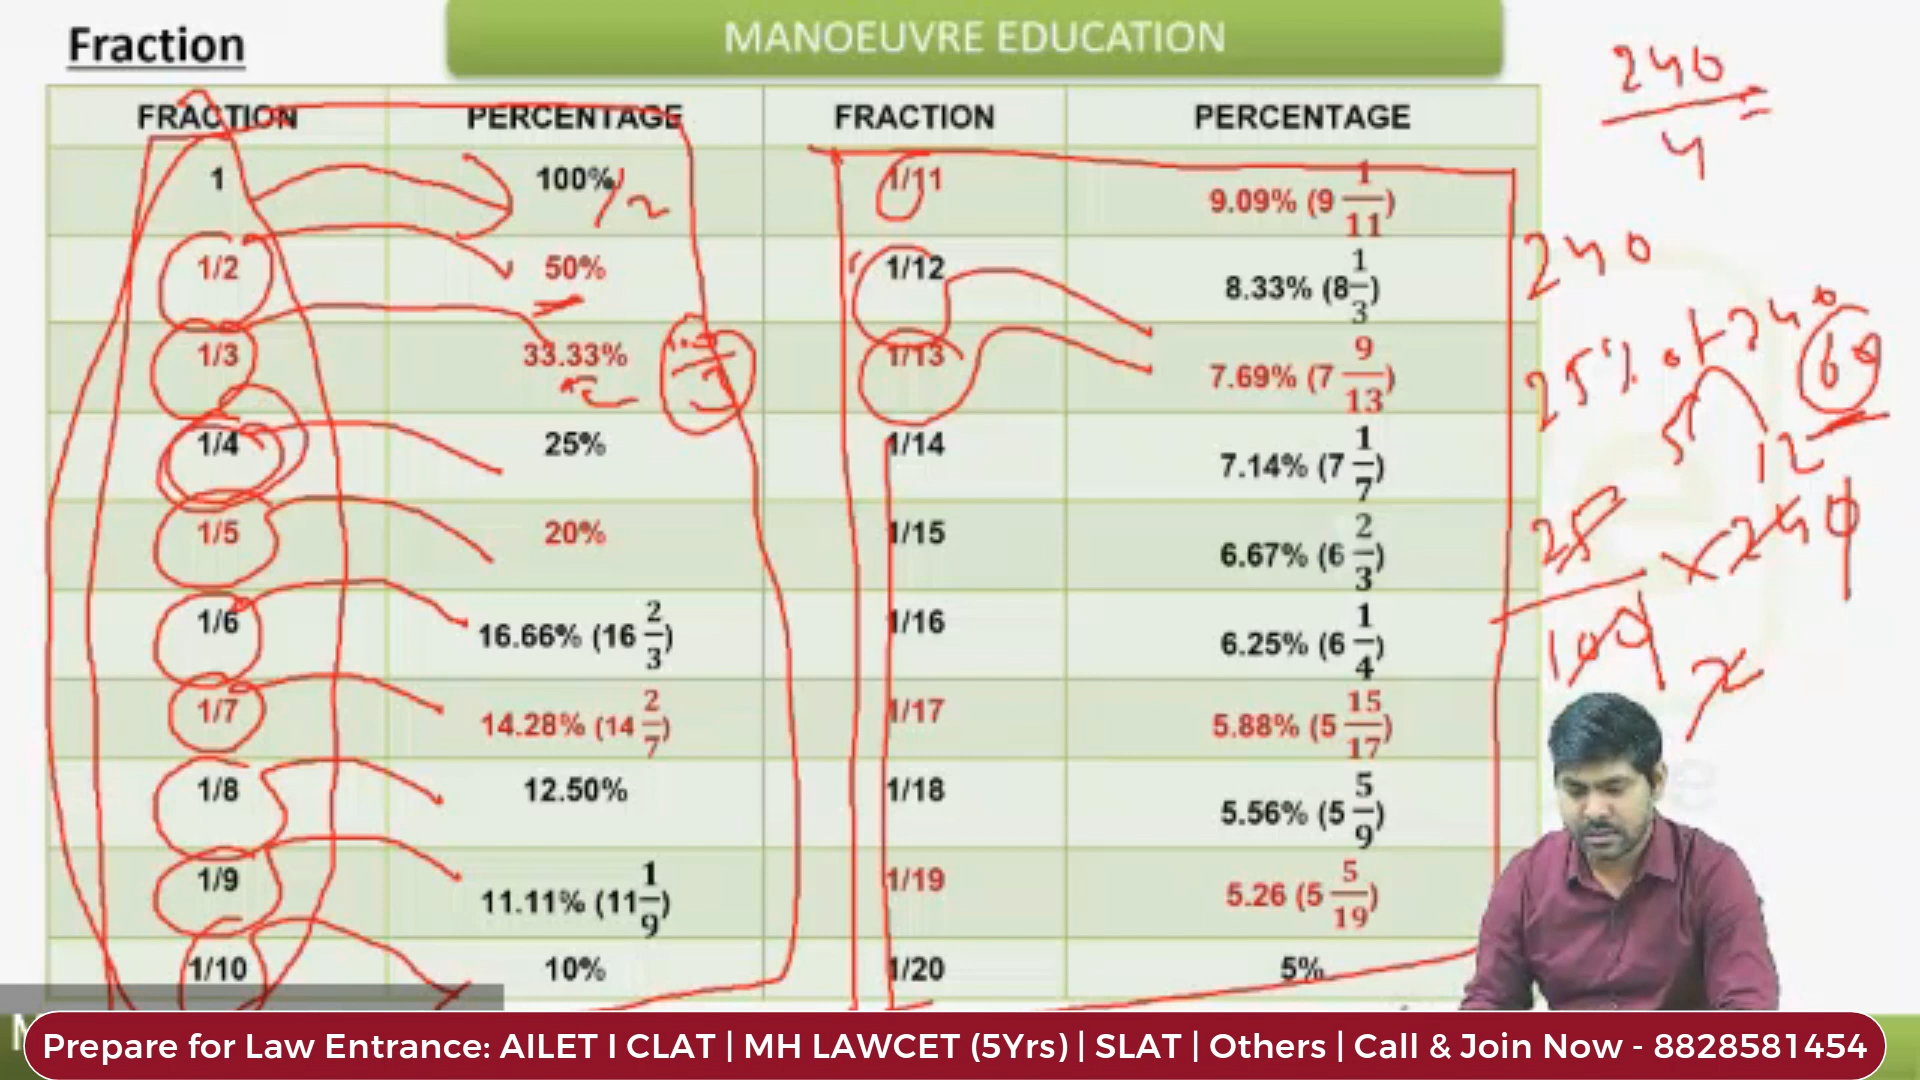 Fraction
MANOEUVRE EDUCATION
FRACTION PERCENTAGE FRACTION PERCENTAGE
1 100% 1/11 9.09% (9 1/11)
/2
1/2 50% 1/12 8.33% (8 1/3)
1/3 33.33% 1/13 7.69% (7 9/13)
1/4 25% 1/14 7.14% (7 1/7)
1/5 20% 1/15 6.67% (6 2/3)
1/6 16.66% (16 2/3) 1/16 6.25% (6 1/4)
1/7 14.28% (14 2/7) 1/17 5.88% (5 15/17)
1/8 12.50% 1/18 5.56% (5 5/9)
1/9 11.11% (11 1/9) 1/19 5.26 (5 5/19)
1/10 10% 1/20 5%
240/4 =
240
25% of 240
60
5 12
25/100 × 240
Prepare for Law Entrance: AILET I CLAT | MH LAWCET (5Yrs) | SLAT | Others | Call & Join Now - 8828581454